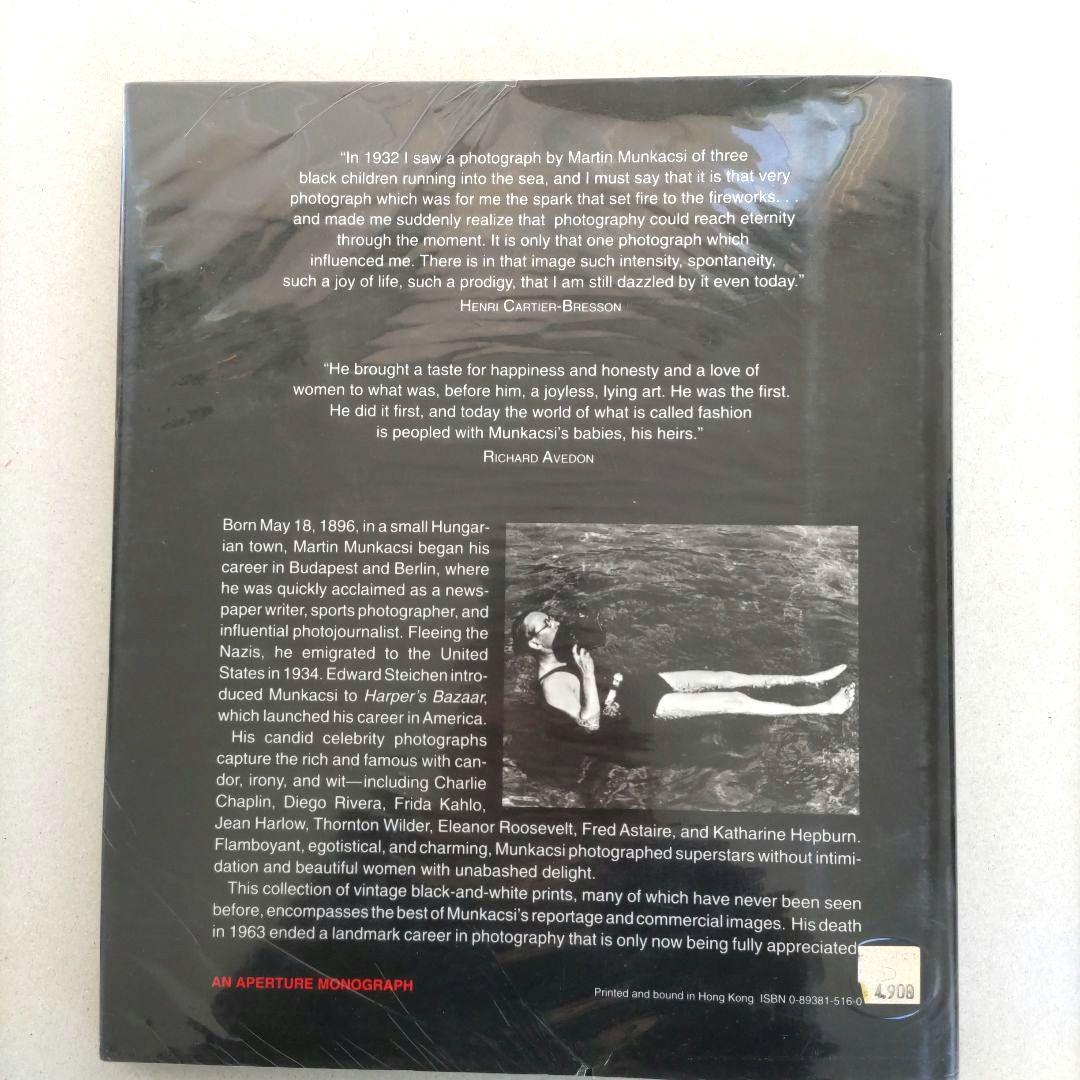 “In 1932 I saw a photograph by Martin Munkacsi of three
black children running into the sea, and I must say that it is that very
photograph which was for me the spark that set fire to the fireworks. . .
and made me suddenly realize that photography could reach eternity
through the moment. It is only that one photograph which
influenced me. There is in that image such intensity, spontaneity,
such a joy of life, such a prodigy, that I am still dazzled by it even today.”
HENRI CARTIER-BRESSON
“He brought a taste for happiness and honesty and a love of
women to what was, before him, a joyless, lying art. He was the first.
He did it first, and today the world of what is called fashion
is peopled with Munkacsi’s babies, his heirs.”
RICHARD AVEDON
Born May 18, 1896, in a small Hungar-
ian town, Martin Munkacsi began his
career in Budapest and Berlin, where
he was quickly acclaimed as a news-
paper writer, sports photographer, and
influential photojournalist. Fleeing the
Nazis, he emigrated to the United
States in 1934. Edward Steichen intro-
duced Munkacsi to Harper’s Bazaar,
which launched his career in America.
His candid celebrity photographs
capture the rich and famous with can-
dor, irony, and wit—including Charlie
Chaplin, Diego Rivera, Frida Kahlo,
Jean Harlow, Thornton Wilder, Eleanor Roosevelt, Fred Astaire, and Katharine Hepburn.
Flamboyant, egotistical, and charming, Munkacsi photographed superstars without intimi-
dation and beautiful women with unabashed delight.
This collection of vintage black-and-white prints, many of which have never been seen
before, encompasses the best of Munkacsi’s reportage and commercial images. His death
in 1963 ended a landmark career in photography that is only now being fully appreciated
AN APERTURE MONOGRAPH
Printed and bound in Hong Kong ISBN 0-89381-516-0
4,900